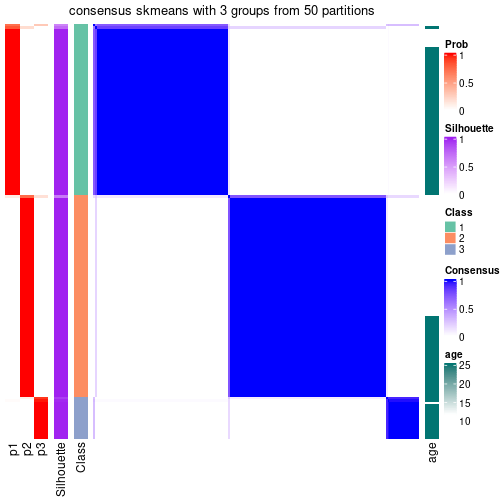 consensus skmeans with 3 groups from 50 partitions
Prob
1
0.5
0
Silhouette
1
0.5
0
Class
1
2
3
Consensus
1
0.5
0
age
25
20
15
10
p1
p2
p3
Silhouette
Class
age